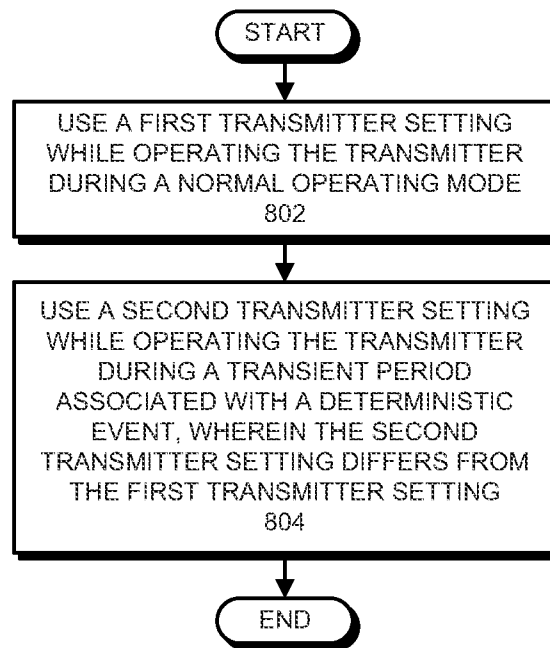 START
USE A FIRST TRANSMITTER SETTING
WHILE OPERATING THE TRANSMITTER
DURING A NORMAL OPERATING MODE
802
USE A SECOND TRANSMITTER SETTING
WHILE OPERATING THE TRANSMITTER
DURING A TRANSIENT PERIOD
ASSOCIATED WITH A DETERMINISTIC
EVENT, WHEREIN THE SECOND
TRANSMITTER SETTING DIFFERS FROM
THE FIRST TRANSMITTER SETTING
804
END